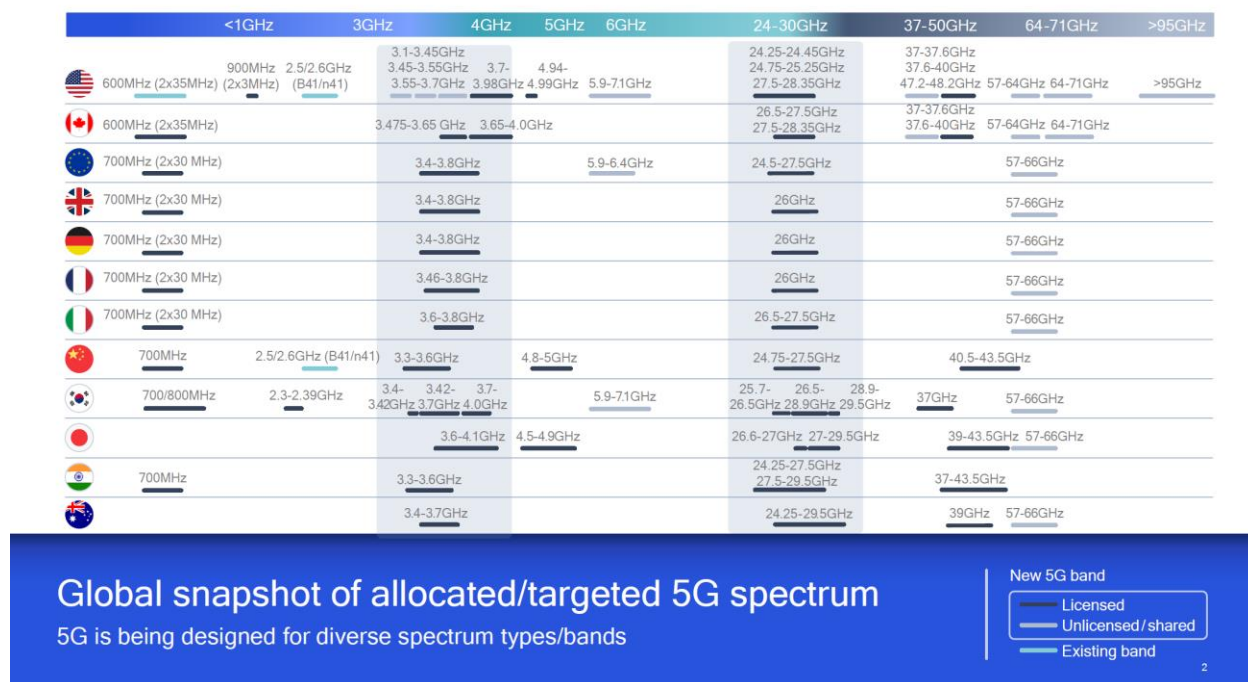 <1GHz 3GHz 4GHz 5GHz 6GHz 24-30GHz 37-50GHz 64-71GHz >95GHz
3.1-3.45GHz 24.25-24.45GHz 37-37.6GHz
900MHz 2.5/2.6GHz 3.45-3.55GHz 3.7- 4.94- 24.75-25.25GHz 37.6-40GHz
600MHz (2x35MHz) (2x3MHz) (B41/n41) 3.55-3.7GHz 3.98GHz 4.99GHz 5.9-7.1GHz 27.5-28.35GHz 47.2-48.2GHz 57-64GHz 64-71GHz >95GHz
26.5-27.5GHz 37-37.6GHz
600MHz (2x35MHz) 3.475-3.65 GHz 3.65-4.0GHz 27.5-28.35GHz 37.6-40GHz 57-64GHz 64-71GHz
700MHz (2x30 MHz) 3.4-3.8GHz 5.9-6.4GHz 24.5-27.5GHz 57-66GHz
700MHz (2x30 MHz) 3.4-3.8GHz 26GHz 57-66GHz
700MHz (2x30 MHz) 3.4-3.8GHz 26GHz 57-66GHz
700MHz (2x30 MHz) 3.46-3.8GHz 26GHz 57-66GHz
700MHz (2x30 MHz) 3.6-3.8GHz 26.5-27.5GHz 57-66GHz
700MHz 2.5/2.6GHz (B41/n41) 3.3-3.6GHz 4.8-5GHz 24.75-27.5GHz 40.5-43.5GHz
3.4- 3.42- 3.7- 25.7- 26.5- 28.9-
700/800MHz 2.3-2.39GHz 3.42GHz 3.7GHz 4.0GHz 5.9-7.1GHz 26.5GHz 28.9GHz 29.5GHz 37GHz 57-66GHz
3.6-4.1GHz 4.5-4.9GHz 26.6-27GHz 27-29.5GHz 39-43.5GHz 57-66GHz
24.25-27.5GHz
700MHz 3.3-3.6GHz 27.5-29.5GHz 37-43.5GHz
3.4-3.7GHz 24.25-29.5GHz 39GHz 57-66GHz
Global snapshot of allocated/targeted 5G spectrum
5G is being designed for diverse spectrum types/bands
New 5G band
Licensed
Unlicensed/shared
Existing band
2